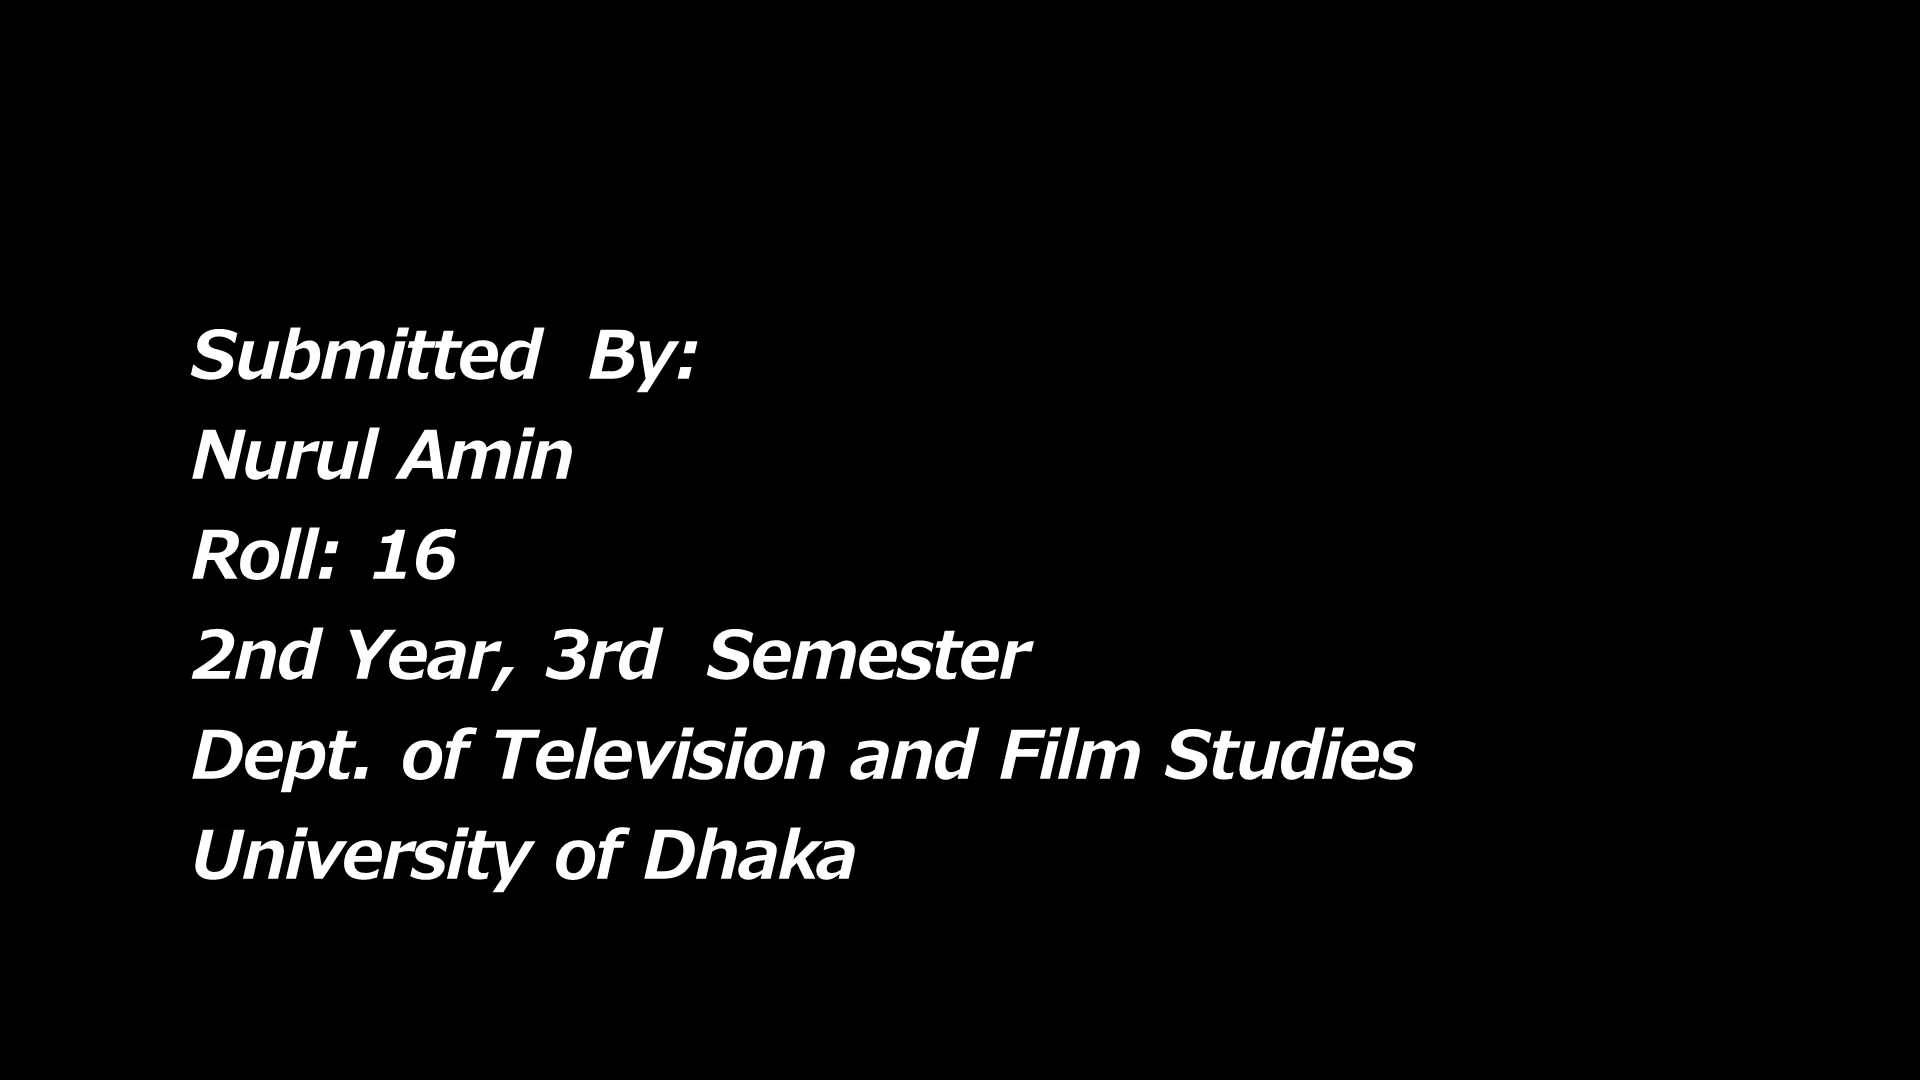 Submitted  By:
Nurul Amin
Roll: 16
2nd Year, 3rd  Semester
Dept. of Television and Film Studies
University of Dhaka